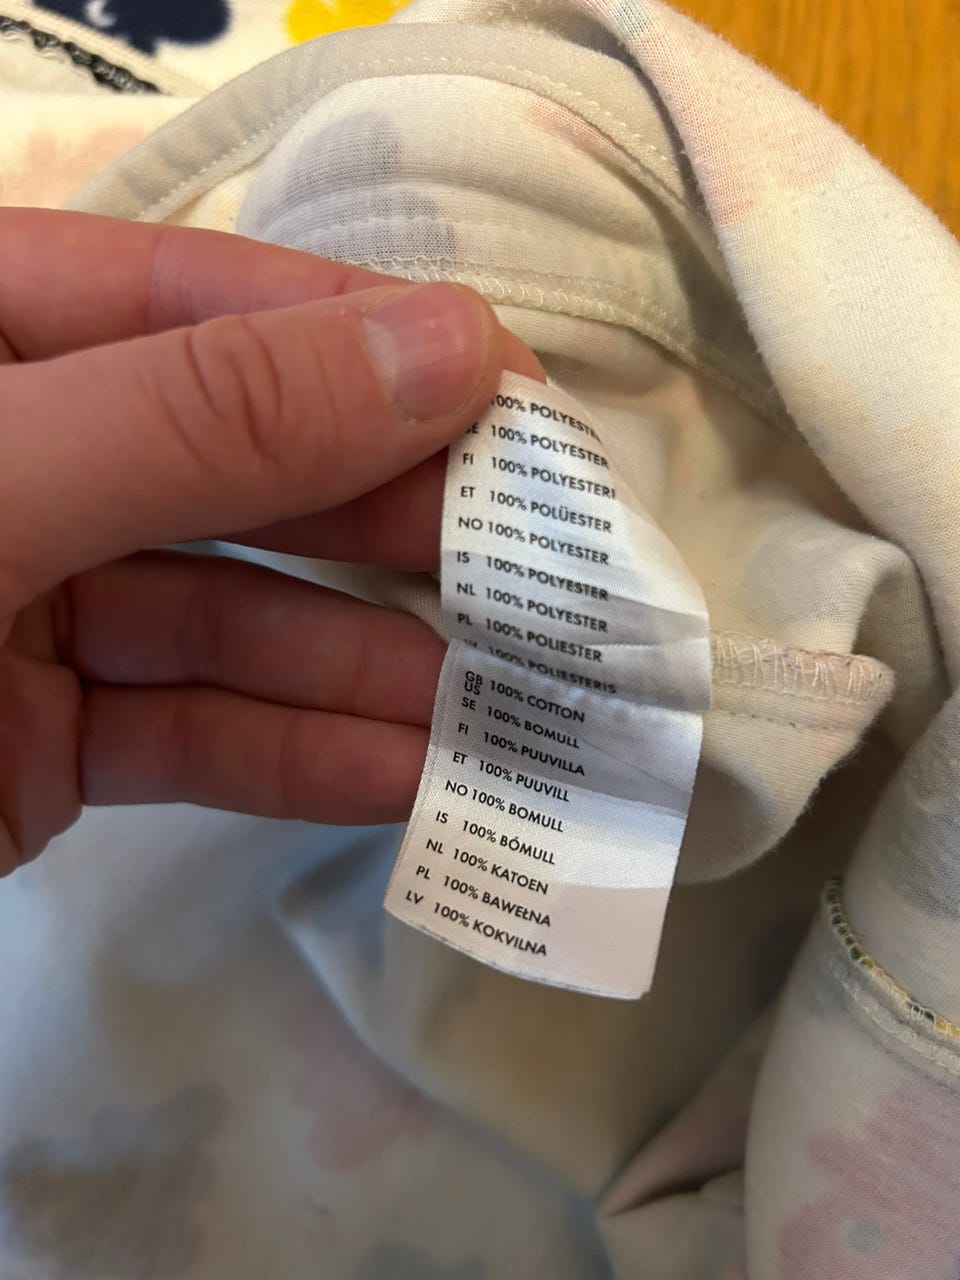 100% POLYESTER
SE 100% POLYESTER
FI 100% POLYESTERI
ET 100% POLÜESTER
NO 100% POLYESTER
IS 100% POLYESTER
NL 100% POLYESTER
PL 100% POLIESTER
LV 100% POLIESTERIS
GB
US 100% COTTON
SE 100% BOMULL
FI 100% PUUVILLA
ET 100% PUUVILL
NO 100% BOMULL
IS 100% BÓMULL
NL 100% KATOEN
PL 100% BAWEŁNA
LV 100% KOKVILNA